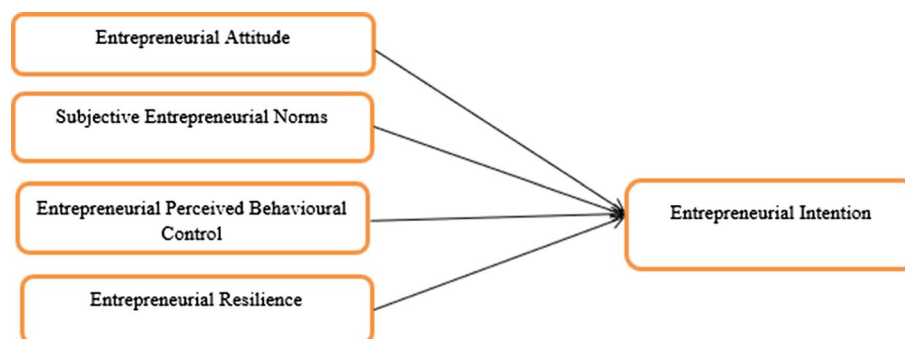 Entrepreneurial Attitude
Subjective Entrepreneurial Norms
Entrepreneurial Perceived Behavioural
Control
Entrepreneurial Intention
Entrepreneurial Resilience